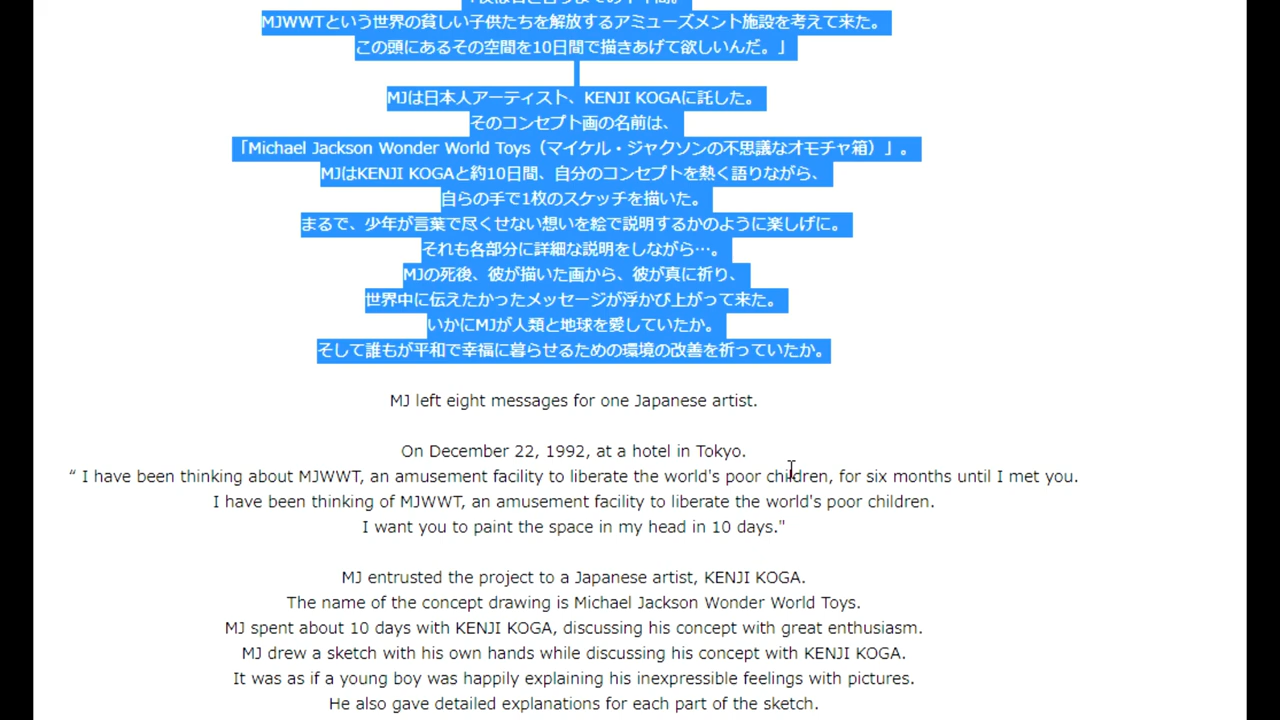 MJWWTという世界の貧しい子供たちを解放するアミューズメント施設を考えて来た。
この頭にあるその空間を10日間で描きあげて欲しいんだ。」
MJは日本人アーティスト、KENJI KOGAに託した。
そのコンセプト画の名前は、
「Michael Jackson Wonder World Toys（マイケル・ジャクソンの不思議なオモチャ箱）」。
MJはKENJI KOGAと約10日間、自分のコンセプトを熱く語りながら、
自らの手で1枚のスケッチを描いた。
まるで、少年が言葉で尽くせない想いを絵で説明するかのように楽しげに。
それも各部分に詳細な説明をしながら…。
MJの死後、彼が描いた画から、彼が真に祈り、
世界中に伝えたかったメッセージが浮かび上がって来た。
いかにMJが人類と地球を愛していたか。
そして誰もが平和で幸福に暮らせるための環境の改善を祈っていたか。
MJ left eight messages for one Japanese artist.
On December 22, 1992, at a hotel in Tokyo.
“ I have been thinking about MJWWT, an amusement facility to liberate the world's poor children, for six months until I met you.
I have been thinking of MJWWT, an amusement facility to liberate the world's poor children.
I want you to paint the space in my head in 10 days."
MJ entrusted the project to a Japanese artist, KENJI KOGA.
The name of the concept drawing is Michael Jackson Wonder World Toys.
MJ spent about 10 days with KENJI KOGA, discussing his concept with great enthusiasm.
MJ drew a sketch with his own hands while discussing his concept with KENJI KOGA.
It was as if a young boy was happily explaining his inexpressible feelings with pictures.
He also gave detailed explanations for each part of the sketch.